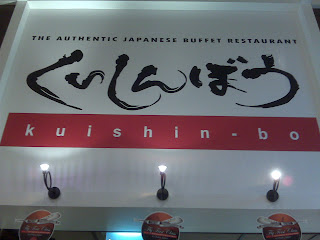 THE AUTHENTIC JAPANESE BUFFET RESTAURANT
くいしんぼう
kuishin-bo